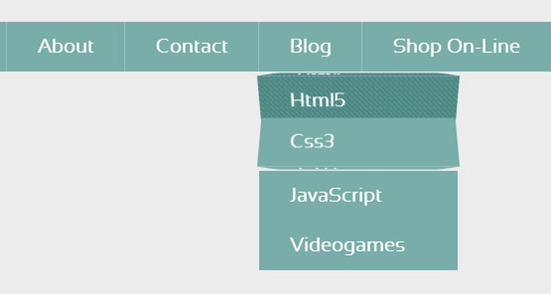 About Contact Blog Shop On-Line
Html5
Css3
JavaScript
Videogames